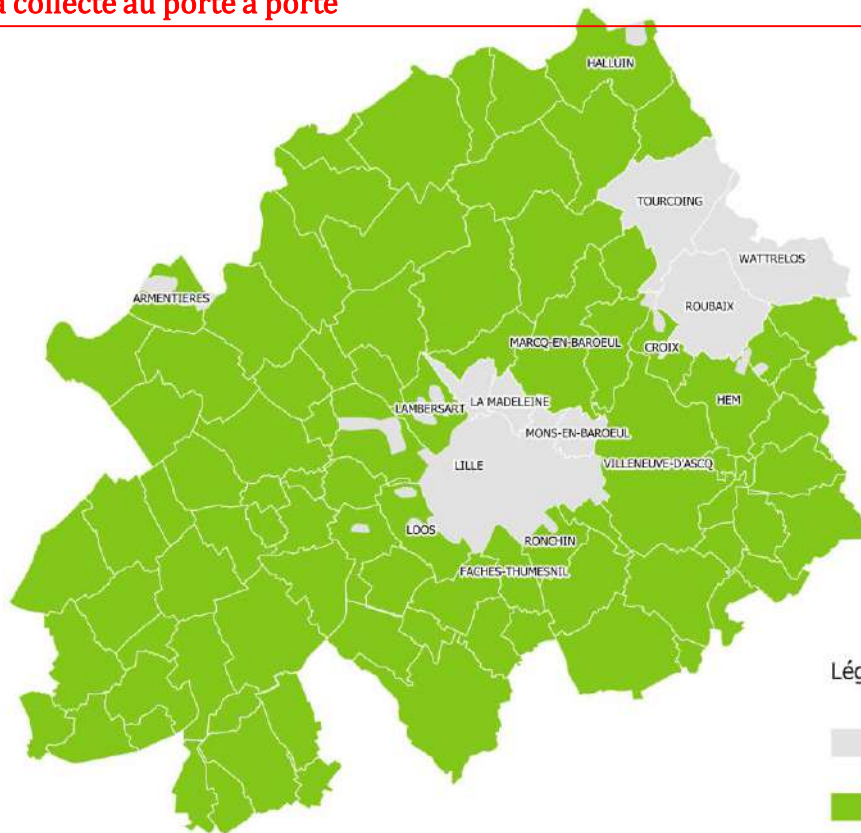 collecte au porte à porte
HALLUIN
TOURCOING
WATTRELOS
ARMENTIERES
ROUBAIX
MARCQ-EN-BAROEUL
CROIX
LAMBERSART
LA MADELEINE
HEM
MONS-EN-BAROEUL
LILLE
VILLENEUVE-D'ASCQ
LOOS
RONCHIN
FACHES-THUMESNIL
Lég